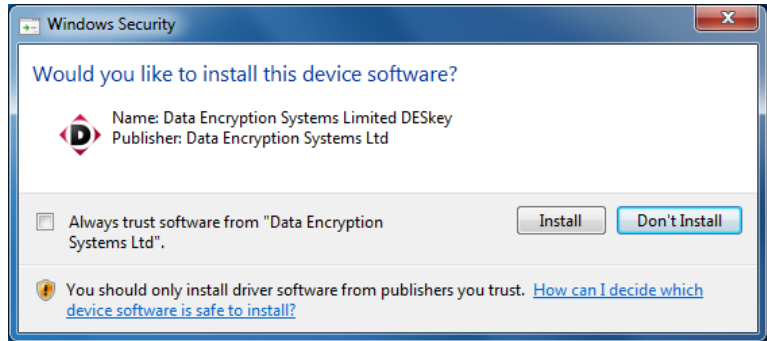 Windows Security
Would you like to install this device software?
D
Name: Data Encryption Systems Limited DESkey
Publisher: Data Encryption Systems Ltd
Always trust software from "Data Encryption
Systems Ltd".
Install
Don't Install
You should only install driver software from publishers you trust. How can I decide which
device software is safe to install?